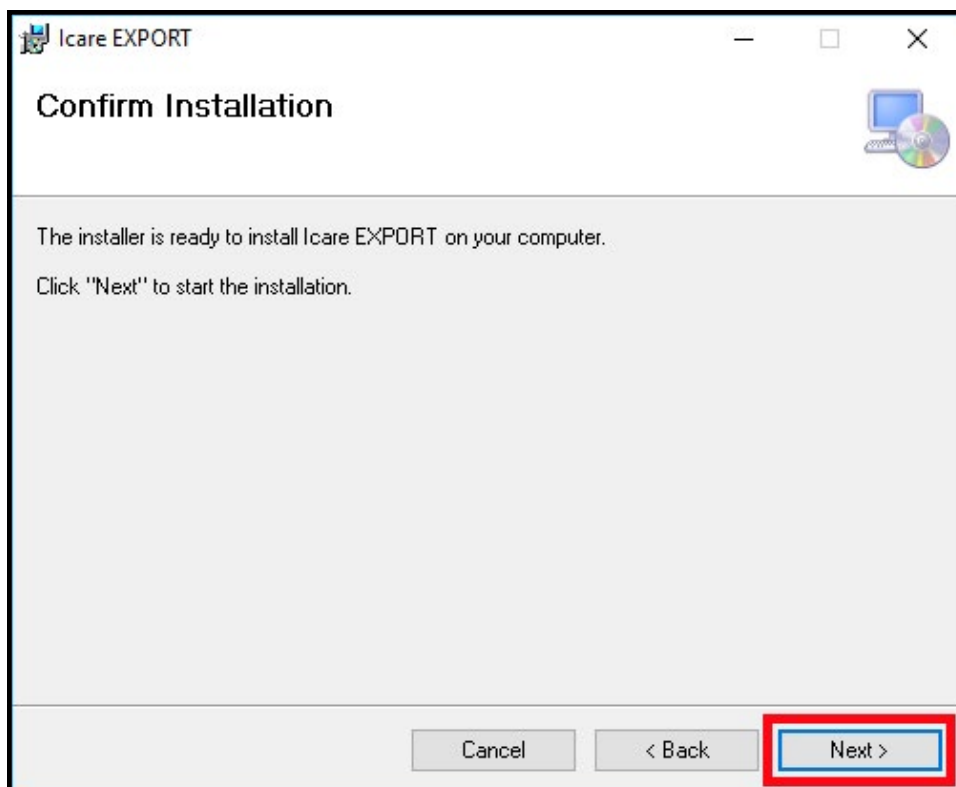 Icare EXPORT
Confirm Installation
The installer is ready to install Icare EXPORT on your computer.
Click "Next" to start the installation.
Cancel
< Back
Next >